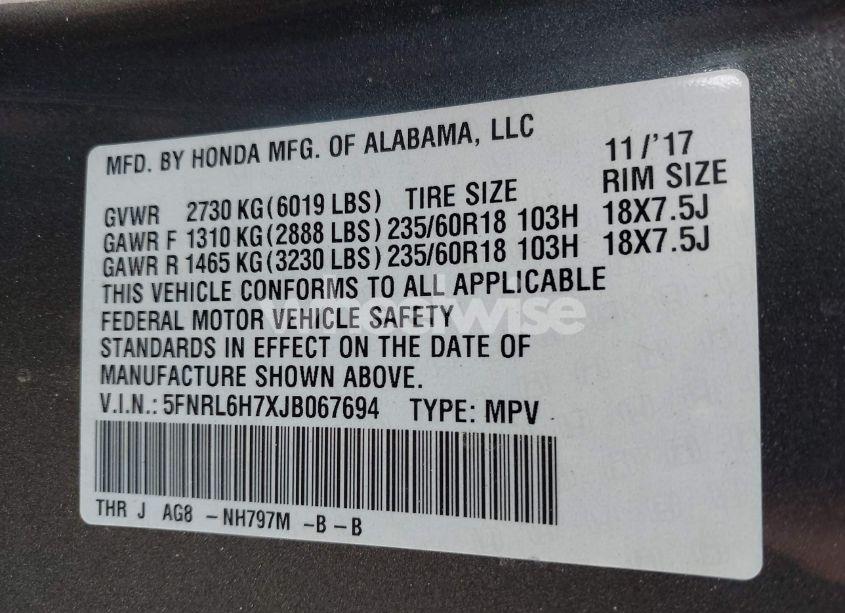 MFD. BY HONDA MFG. OF ALABAMA, LLC 11/'17
GVWR 2730 KG(6019 LBS) TIRE SIZE RIM SIZE
GAWR F 1310 KG(2888 LBS) 235/60R18 103H 18X7.5J
GAWR R 1465 KG(3230 LBS) 235/60R18 103H 18X7.5J
THIS VEHICLE CONFORMS TO ALL APPLICABLE
FEDERAL MOTOR VEHICLE SAFETY
STANDARDS IN EFFECT ON THE DATE OF
MANUFACTURE SHOWN ABOVE.
V.I.N.: 5FNRL6H7XJB067694 TYPE: MPV
THR J AG8 -NH797M -B -B